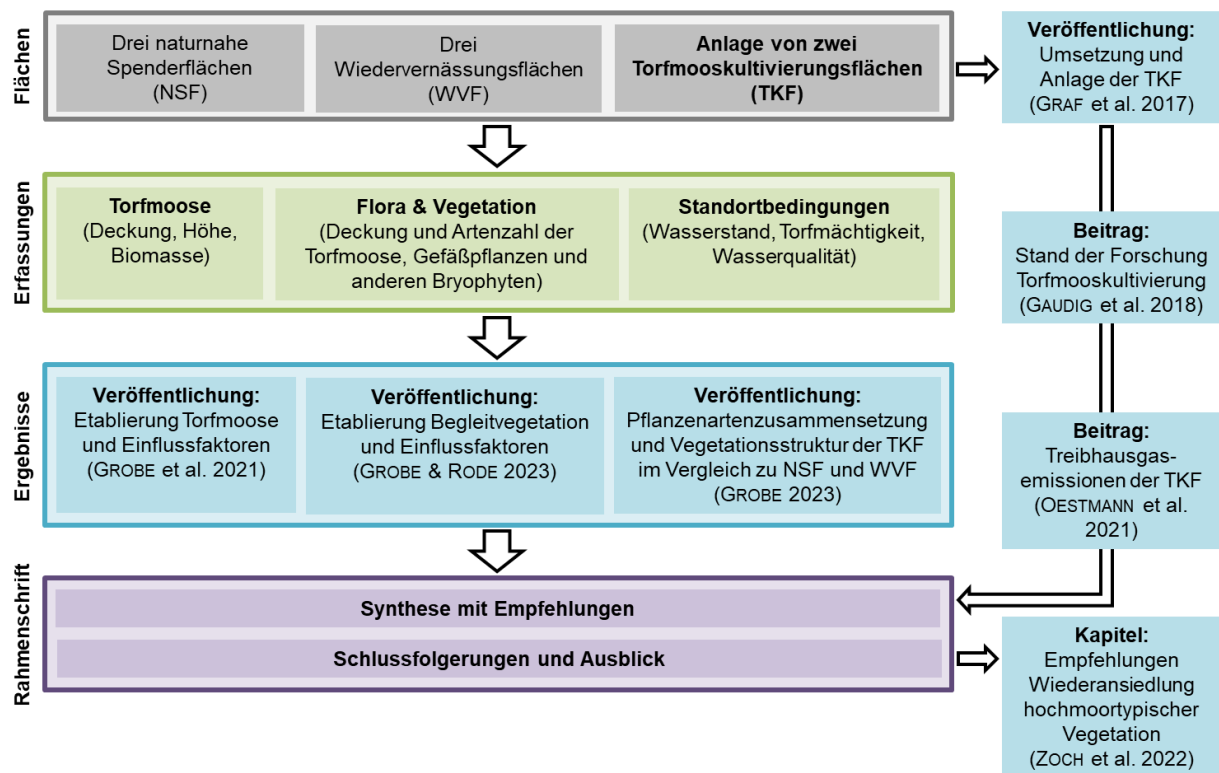 Flächen
Drei naturnahe
Spenderflächen
(NSF)
Drei
Wiedervernässungsflächen
(WVF)
Anlage von zwei
Torfmooskultivierungsflächen
(TKF)
Veröffentlichung:
Umsetzung und
Anlage der TKF
(GRAF et al. 2017)
Erfassungen
Torfmoose
(Deckung, Höhe,
Biomasse)
Flora & Vegetation
(Deckung und Artenzahl der
Torfmoose, Gefäßpflanzen und
anderen Bryophyten)
Standortbedingungen
(Wasserstand, Torfmächtigkeit,
Wasserqualität)
Beitrag:
Stand der Forschung
Torfmooskultivierung
(GAUDIG et al. 2018)
Ergebnisse
Veröffentlichung:
Etablierung Torfmoose
und Einflussfaktoren
(GROBE et al. 2021)
Veröffentlichung:
Etablierung Begleitvegetation
und Einflussfaktoren
(GROBE & RODE 2023)
Veröffentlichung:
Pflanzenartenzusammensetzung
und Vegetationsstruktur der TKF
im Vergleich zu NSF und WVF
(GROBE 2023)
Beitrag:
Treibhausgas-
emissionen der TKF
(OESTMANN et al.
2021)
Rahmenschrift
Synthese mit Empfehlungen
Schlussfolgerungen und Ausblick
Kapitel:
Empfehlungen
Wiederansiedlung
hochmoortypischer
Vegetation
(ZOCH et al. 2022)